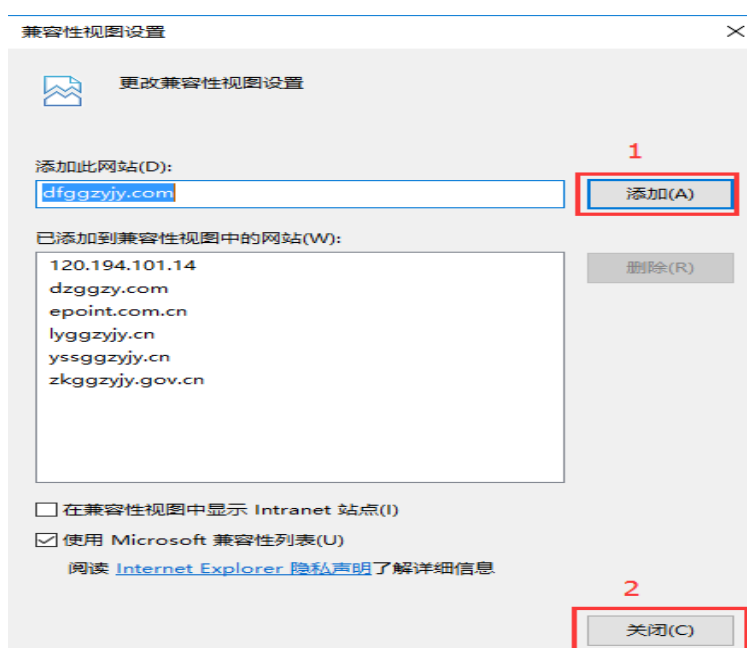 兼容性视图设置
更改兼容性视图设置
1
添加此网站(D):
dfggzyjy.com
添加(A)
已添加到兼容性视图中的网站(W):
120.194.101.14
删除(R)
dzggzy.com
epoint.com.cn
lyggzyjy.cn
yssggzyjy.cn
zkggzyjy.gov.cn
在兼容性视图中显示 Intranet 站点(I)
使用 Microsoft 兼容性列表(U)
阅读 Internet Explorer 隐私声明了解详细信息
2
关闭(C)